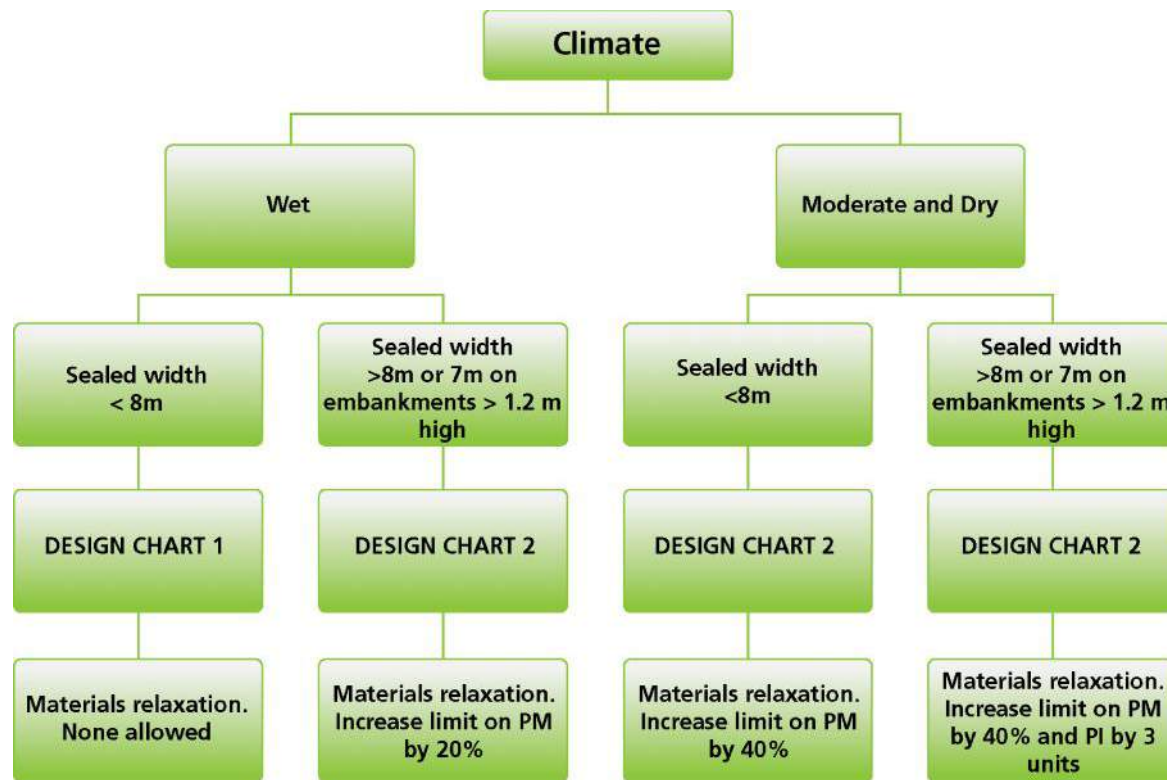 Climate
Wet
Moderate and Dry
Sealed width
< 8m
Sealed width
>8m or 7m on
embankments > 1.2 m
high
Sealed width
<8m
Sealed width
>8m or 7m on
embankments > 1.2 m
high
DESIGN CHART 1
DESIGN CHART 2
DESIGN CHART 2
DESIGN CHART 2
Materials relaxation.
None allowed
Materials relaxation.
Increase limit on PM
by 20%
Materials relaxation.
Increase limit on PM
by 40%
Materials relaxation.
Increase limit on PM
by 40% and PI by 3
units